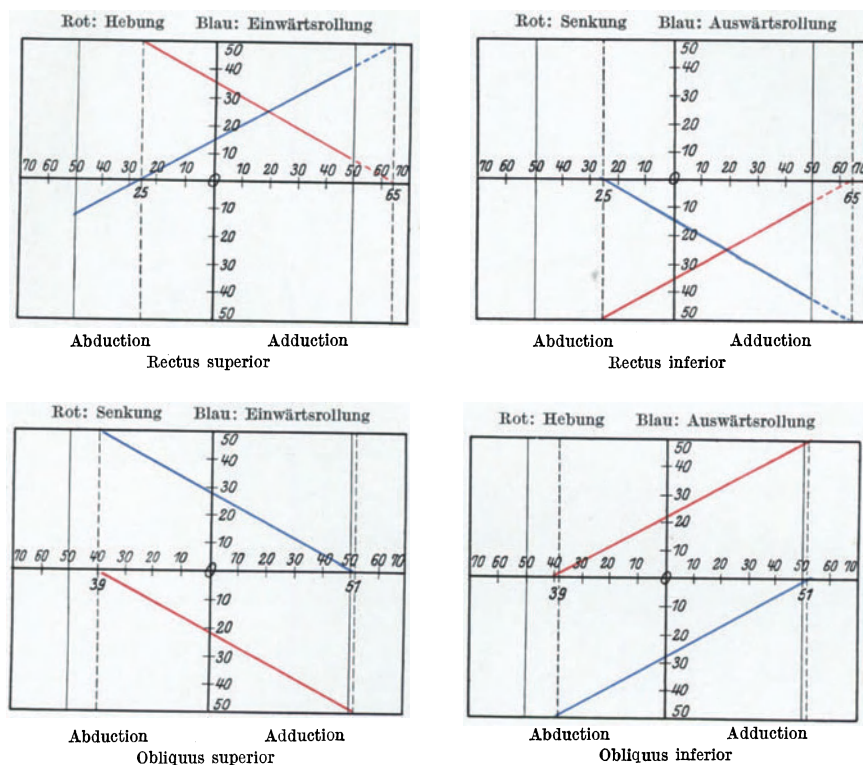 Rot: Hebung Blau: Einwärtsrollung
50
40
30
20
10
70 60 50 40 30 20 10 0 10 20 30 40 50 60 70
25 65
10
20
30
40
50
Abduction Adduction
Rectus superior
Rot: Senkung Blau: Auswärtsrollung
50
40
30
20
10
70 60 50 40 30 20 10 0 10 20 30 40 50 60 70
25 65
10
20
30
40
50
Abduction Adduction
Rectus inferior
Rot: Senkung Blau: Einwärtsrollung
50
40
30
20
10
70 60 50 40 30 20 10 0 10 20 30 40 50 60 70
39 51
10
20
30
40
50
Abduction Adduction
Obliquus superior
Rot: Hebung Blau: Auswärtsrollung
50
40
30
20
10
70 60 50 40 30 20 10 0 10 20 30 40 50 60 70
39 51
10
20
30
40
50
Abduction Adduction
Obliquus inferior